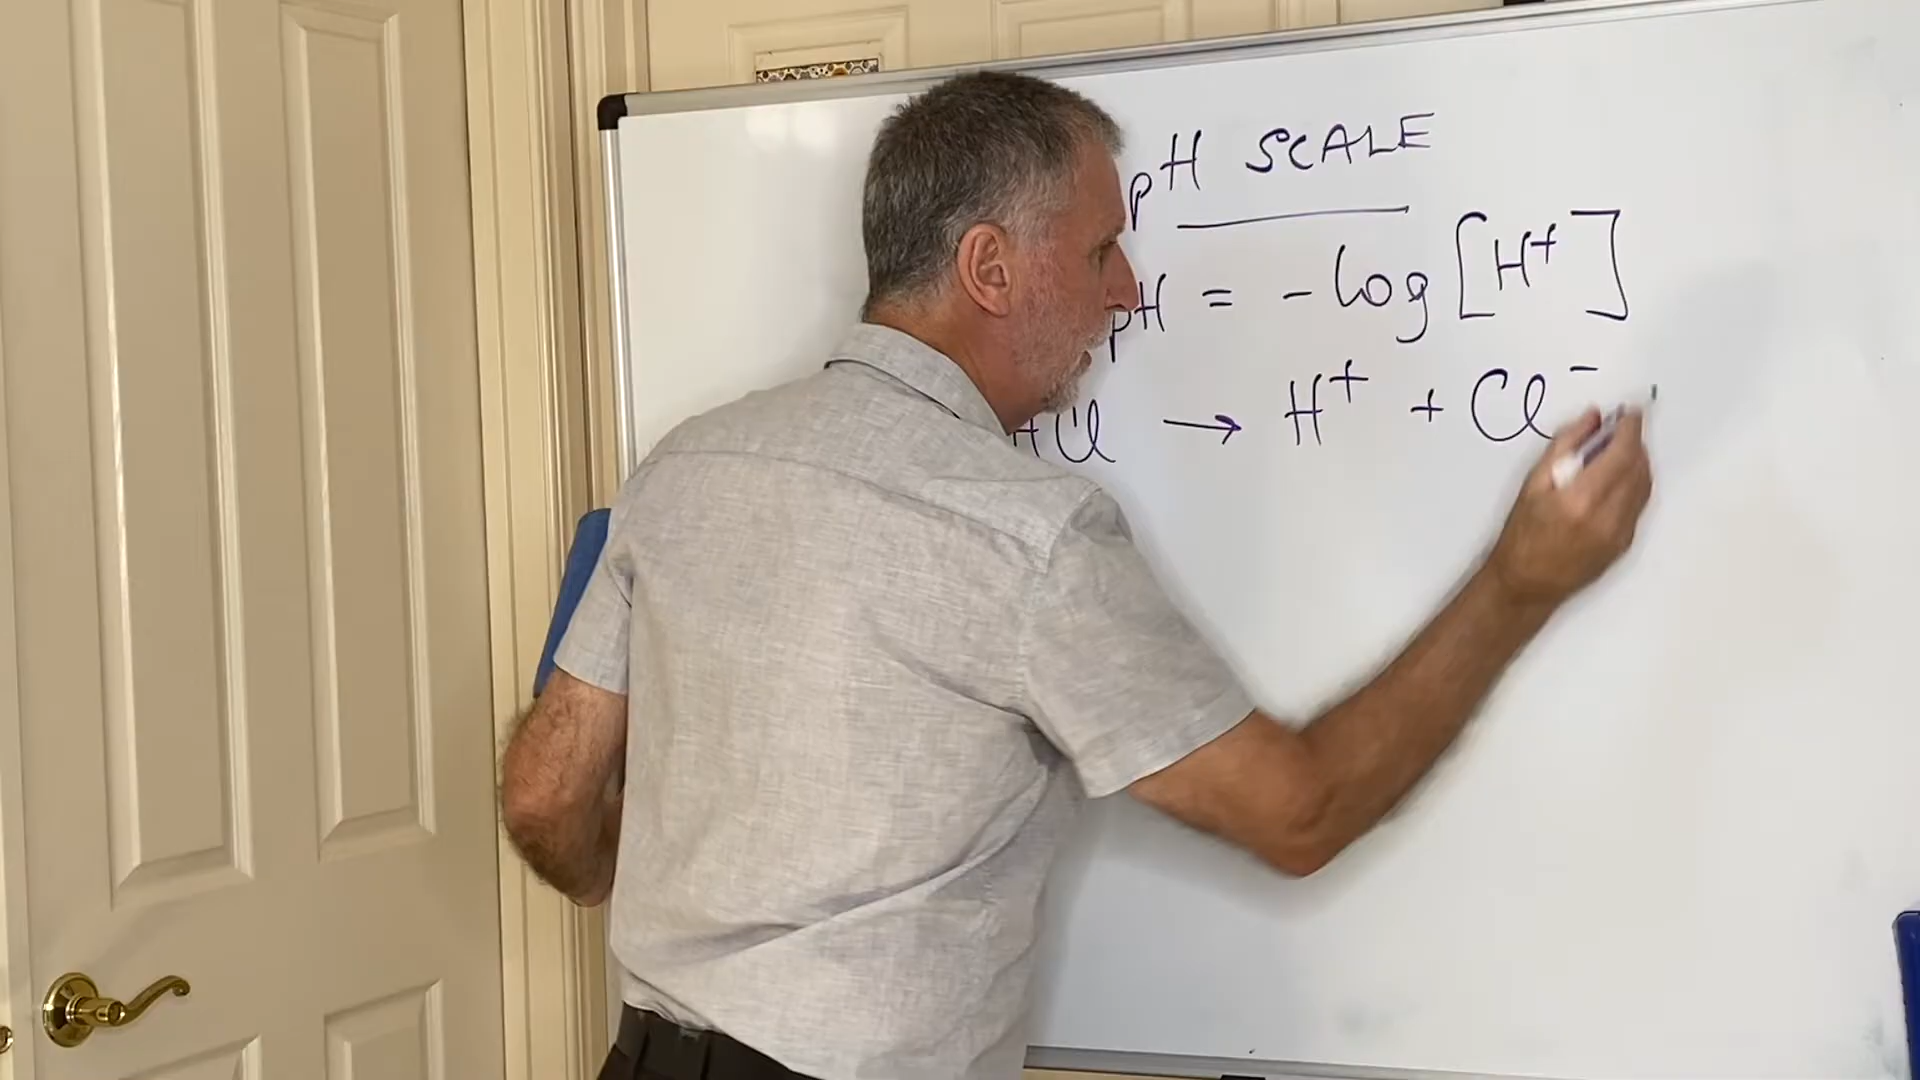 pH SCALE
pH = -log [H⁺]
HCl → H⁺ + Cl⁻